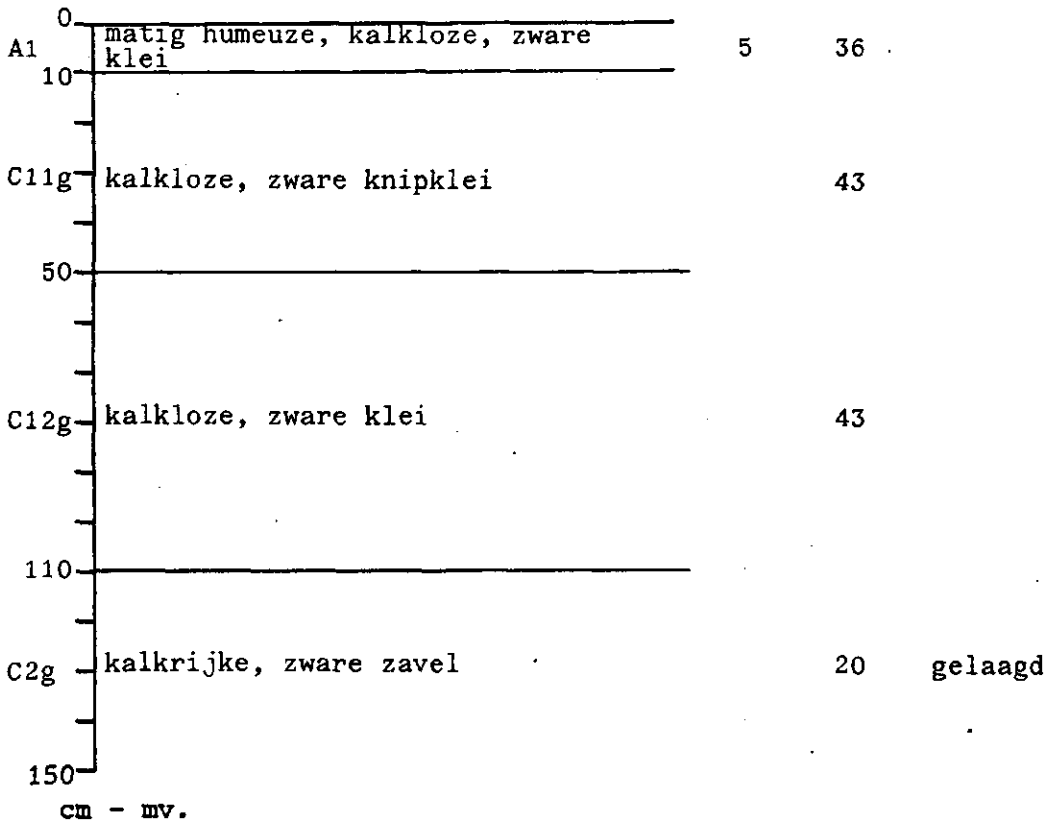 0
A1 matig humeuze, kalkloze, zware 5 36
klei
10
C11g kalkloze, zware knipklei 43
50
C12g kalkloze, zware klei 43
110
C2g kalkrijke, zware zavel 20 gelaagd
150
cm - mv.